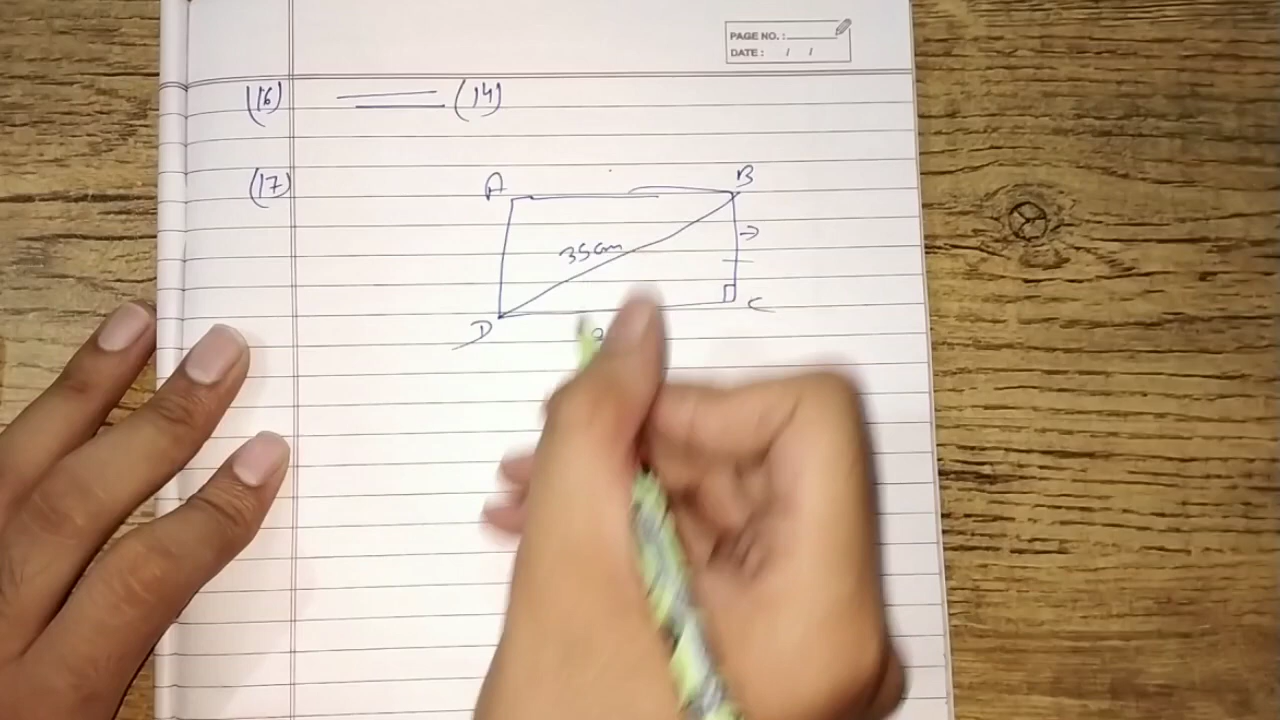 PAGE NO. :
DATE : / /
(16) (14)
(17)
A B
35cm
D C